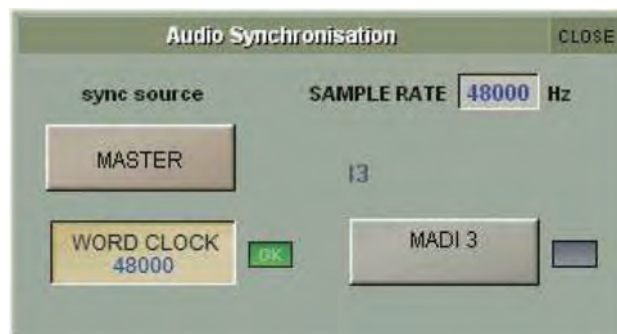 Audio Synchronisation CLOSE
sync source SAMPLE RATE 48000 Hz
MASTER
I3
WORD CLOCK
48000
OK
MADI 3